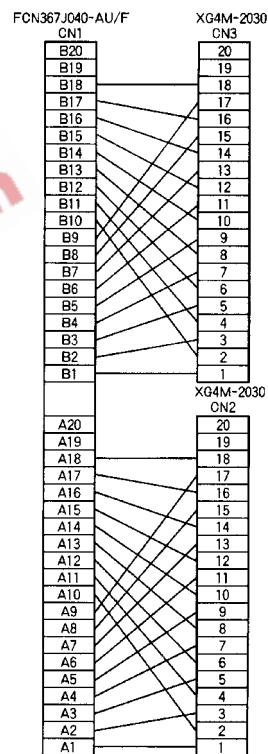 FCN367J040-AU/F XG4M-2030
CN1 CN3
B20 20
B19 19
B18 18
B17 17
B16 16
B15 15
B14 14
B13 13
B12 12
B11 11
B10 10
B9 9
B8 8
B7 7
B6 6
B5 5
B4 4
B3 3
B2 2
B1 1
XG4M-2030
CN2
A20 20
A19 19
A18 18
A17 17
A16 16
A15 15
A14 14
A13 13
A12 12
A11 11
A10 10
A9 9
A8 8
A7 7
A6 6
A5 5
A4 4
A3 3
A2 2
A1 1